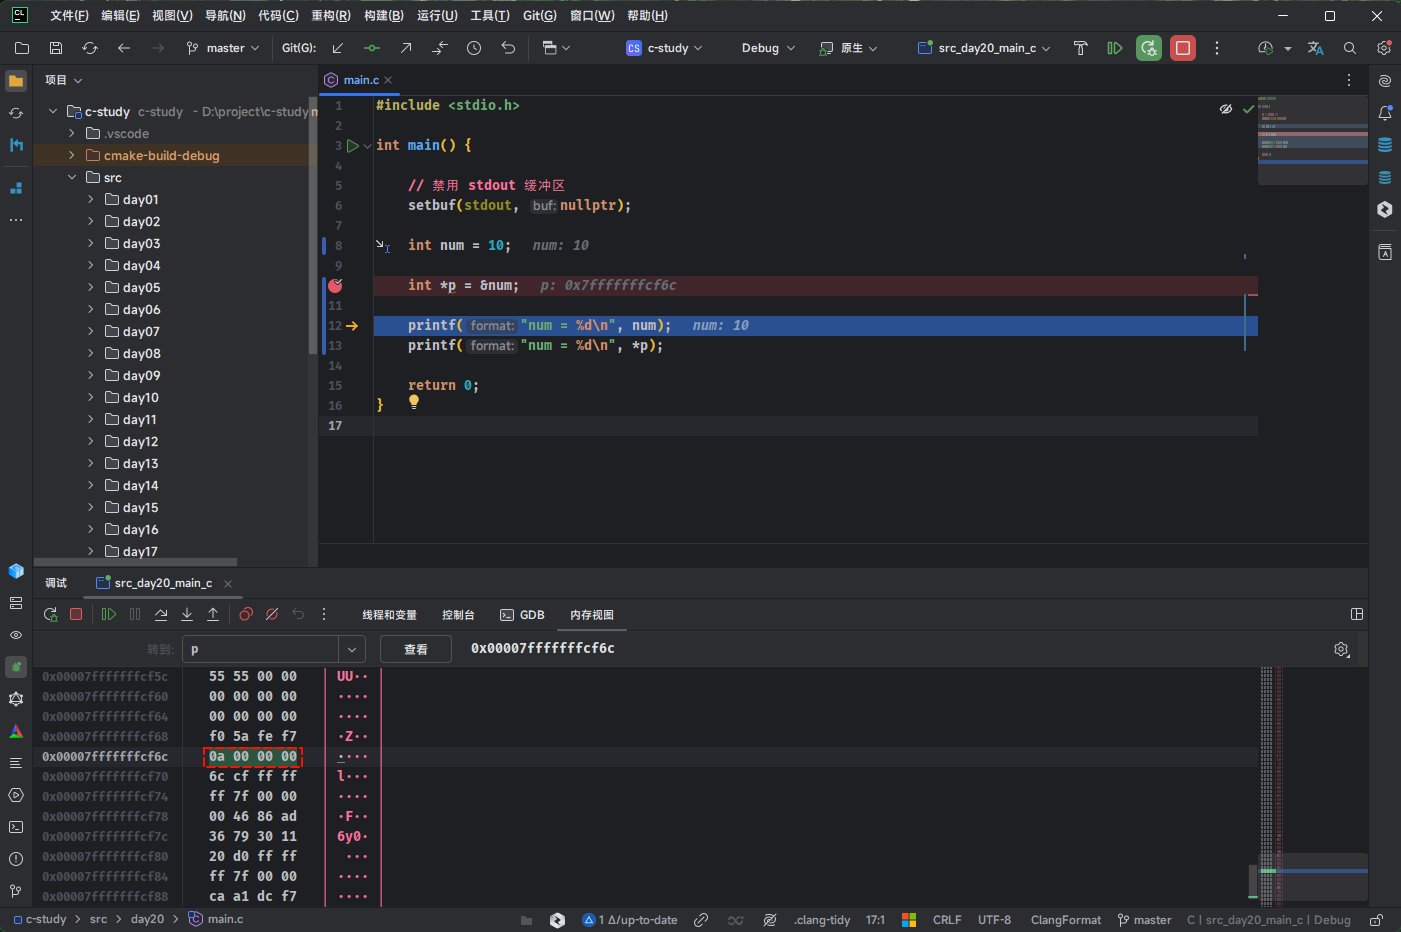 CL 文件(F) 编辑(E) 视图(V) 导航(N) 代码(C) 重构(R) 构建(B) 运行(U) 工具(T) Git(G) 窗口(W) 帮助(H)
master Git(G): CS c-study Debug 原生 src_day20_main_c
项目
main.c
c-study c-study - D:\project\c-study
.vscode
cmake-build-debug
src
day01
day02
day03
day04
day05
day06
day07
day08
day09
day10
day11
day12
day13
day14
day15
day16
day17
1 #include <stdio.h>
2
3 int main() {
4
5 // 禁用 stdout 缓冲区
6 setbuf(stdout, buf: nullptr);
7
8 int num = 10; num: 10
9
int *p = &num; p: 0x7fffffffcf6c
11
12 printf( format: "num = %d\n", num); num: 10
13 printf( format: "num = %d\n", *p);
14
15 return 0;
16 }
17
调试 src_day20_main_c
线程和变量 控制台 GDB 内存视图
转到: p 查看 0x00007fffffffcf6c
0x00007fffffffcf5c 55 55 00 00 UU··
0x00007fffffffcf60 00 00 00 00 ····
0x00007fffffffcf64 00 00 00 00 ····
0x00007fffffffcf68 f0 5a fe f7 ·Z··
0x00007fffffffcf6c 0a 00 00 00 ····
0x00007fffffffcf70 6c cf ff ff l···
0x00007fffffffcf74 ff 7f 00 00 ····
0x00007fffffffcf78 00 46 86 ad ·F··
0x00007fffffffcf7c 36 79 30 11 6y0·
0x00007fffffffcf80 20 d0 ff ff ···
0x00007fffffffcf84 ff 7f 00 00 ····
0x00007fffffffcf88 ca a1 dc f7 ····
c-study src day20 main.c 1 Δ/up-to-date .clang-tidy 17:1 CRLF UTF-8 ClangFormat master C | src_day20_main_c | Debug